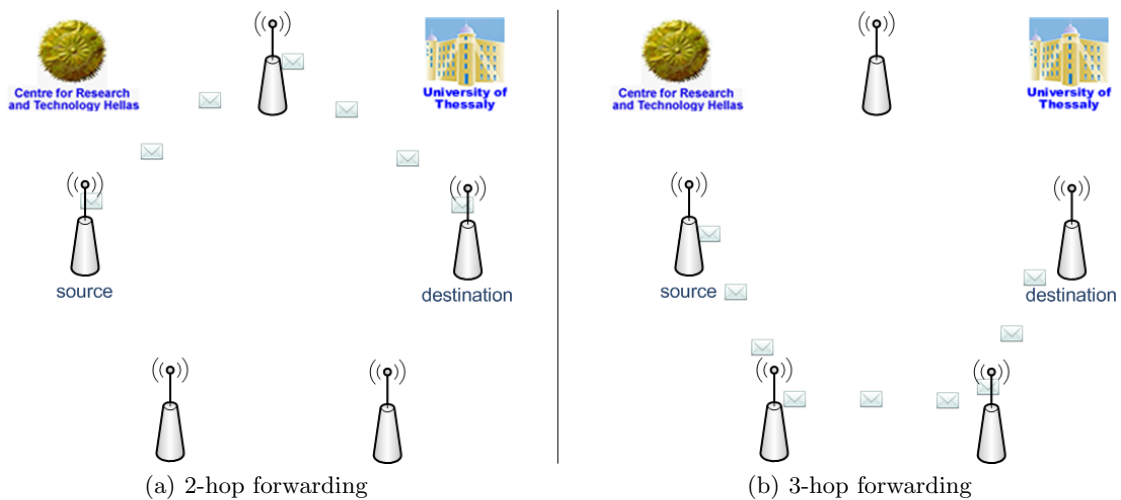 Centre for Research
and Technology Hellas
University of
Thessaly
source
destination
(a) 2-hop forwarding
Centre for Research
and Technology Hellas
University of
Thessaly
source
destination
(b) 3-hop forwarding